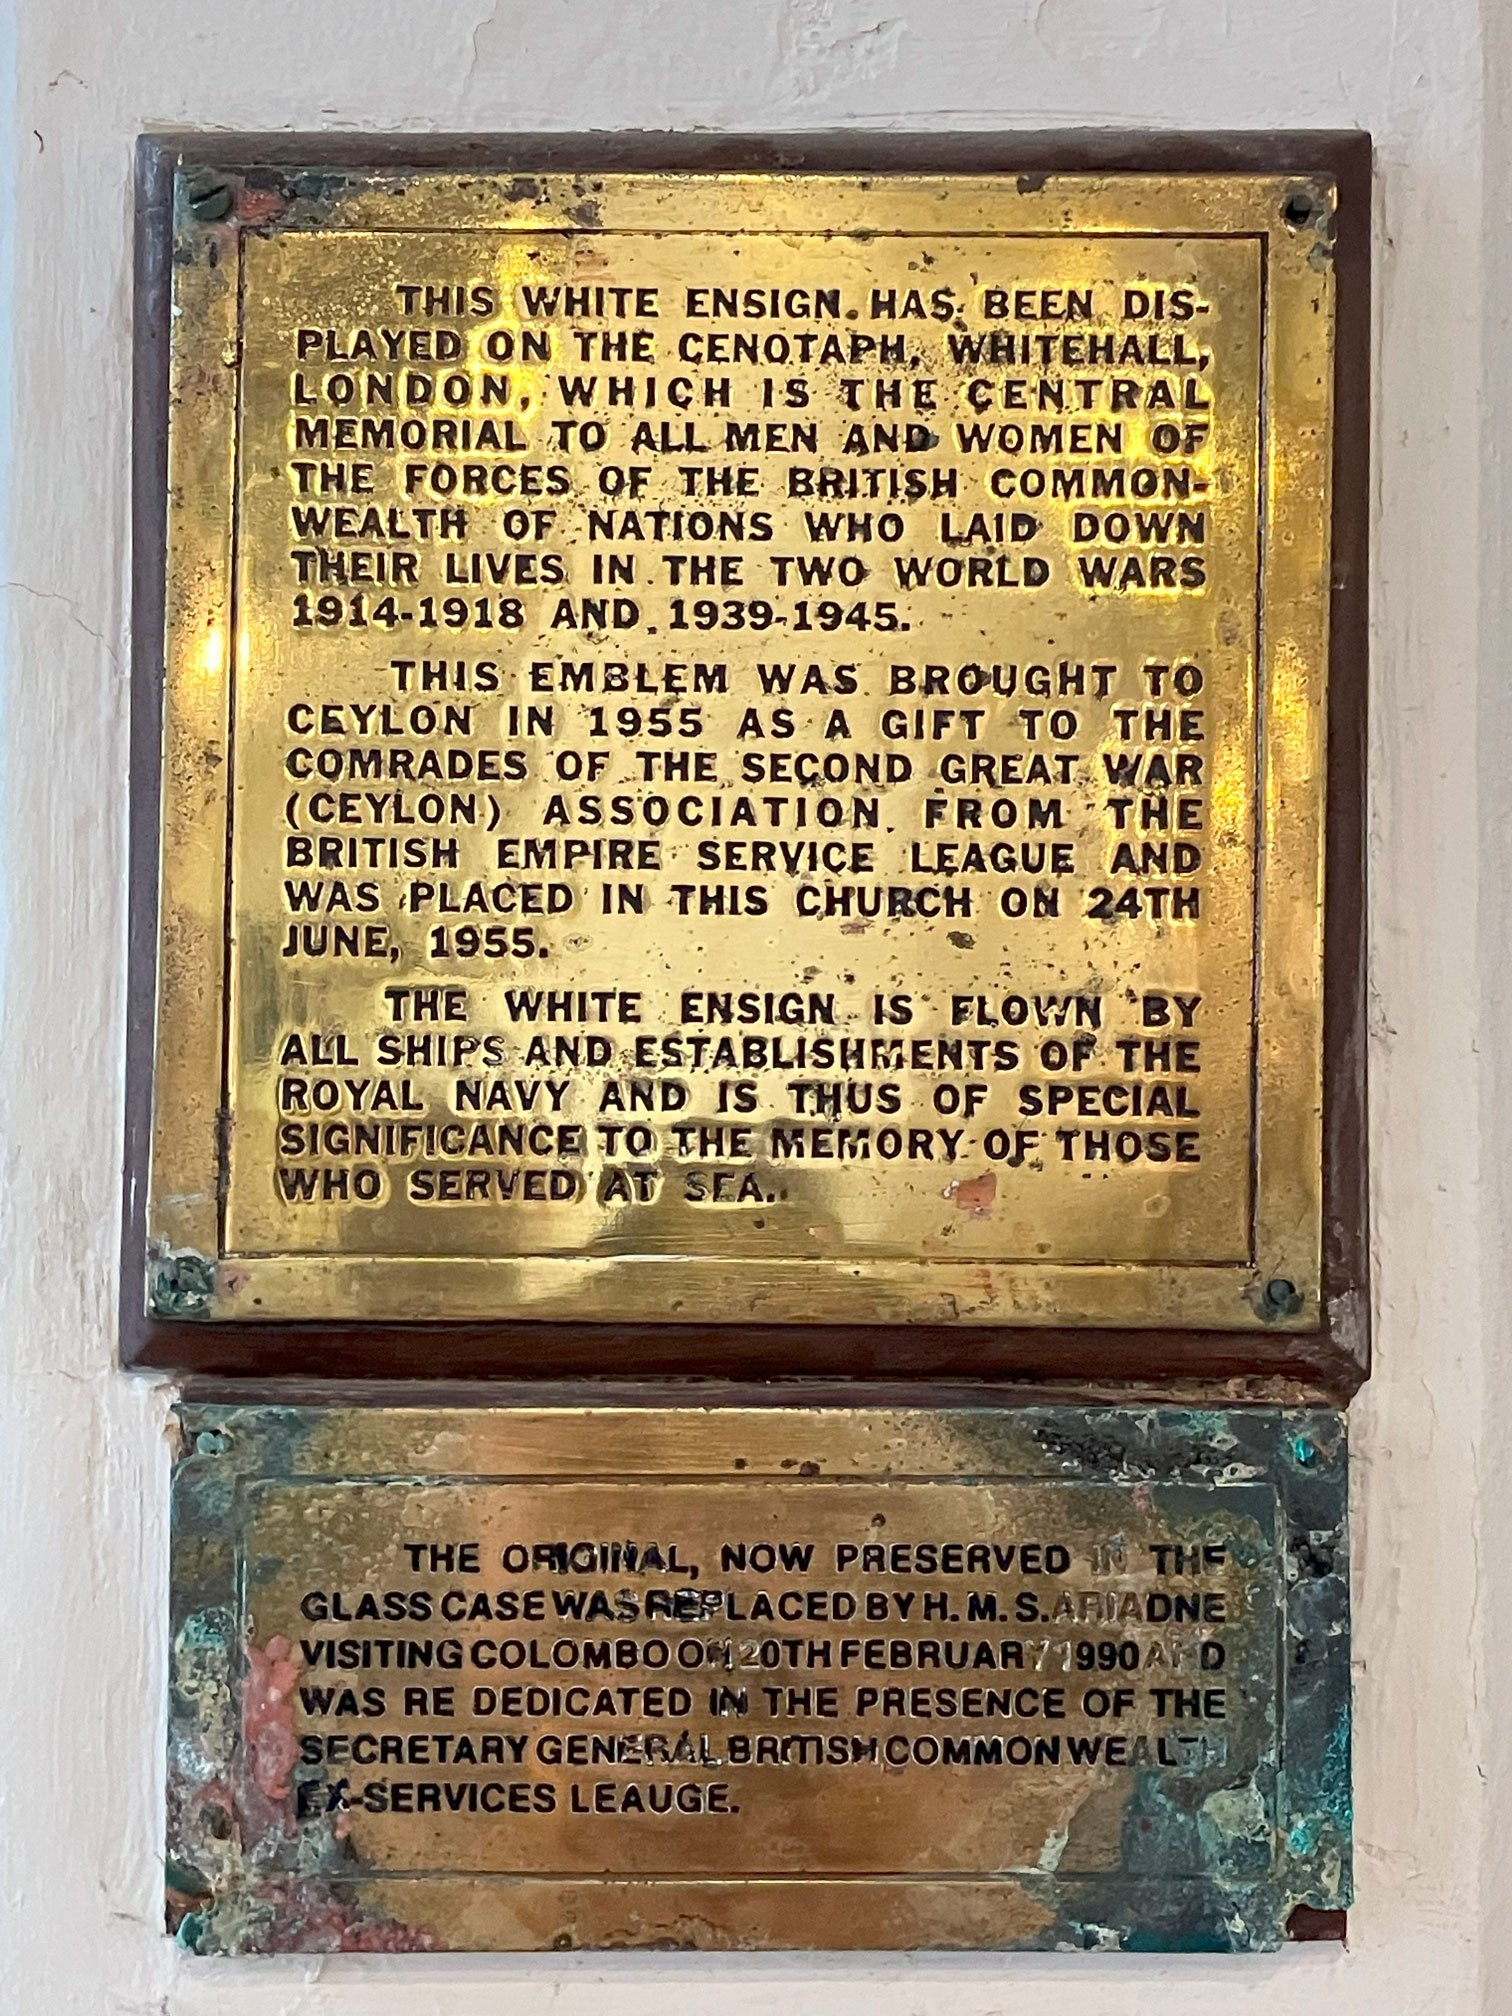 THIS WHITE ENSIGN HAS BEEN DIS-
PLAYED ON THE CENOTAPH, WHITEHALL,
LONDON, WHICH IS THE CENTRAL
MEMORIAL TO ALL MEN AND WOMEN OF
THE FORCES OF THE BRITISH COMMON-
WEALTH OF NATIONS WHO LAID DOWN
THEIR LIVES IN THE TWO WORLD WARS
1914-1918 AND 1939-1945.
THIS EMBLEM WAS BROUGHT TO
CEYLON IN 1955 AS A GIFT TO THE
COMRADES OF THE SECOND GREAT WAR
(CEYLON) ASSOCIATION FROM THE
BRITISH EMPIRE SERVICE LEAGUE AND
WAS PLACED IN THIS CHURCH ON 24TH
JUNE, 1955.
THE WHITE ENSIGN IS FLOWN BY
ALL SHIPS AND ESTABLISHMENTS OF THE
ROYAL NAVY AND IS THUS OF SPECIAL
SIGNIFICANCE TO THE MEMORY OF THOSE
WHO SERVED AT SEA.
THE ORIGINAL, NOW PRESERVED IN THE
GLASS CASE WAS REPLACED BY H. M. S. ARIADNE
VISITING COLOMBO ON 20TH FEBRUARY 1990 AND
WAS RE DEDICATED IN THE PRESENCE OF THE
SECRETARY GENERAL BRITISH COMMONWEALTH
EX-SERVICES LEAUGE.